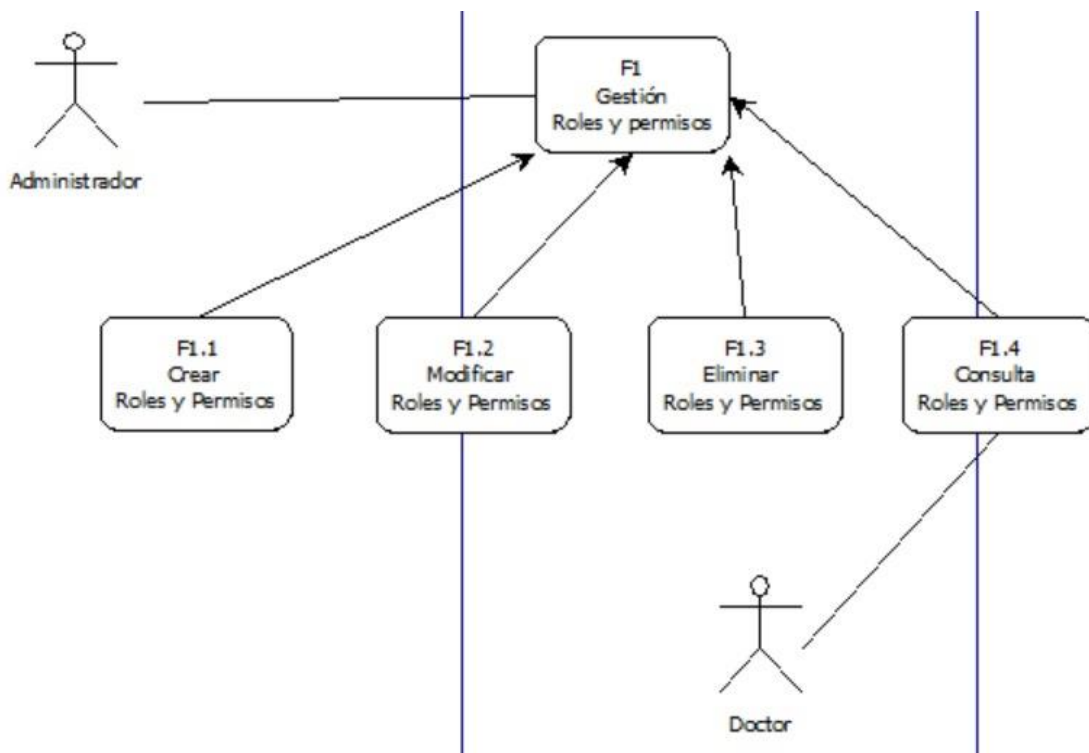 F1
Gestión
Roles y permisos
Administrador
F1.1
Crear
Roles y Permisos
F1.2
Modificar
Roles y Permisos
F1.3
Eliminar
Roles y Permisos
F1.4
Consulta
Roles y Permisos
Doctor